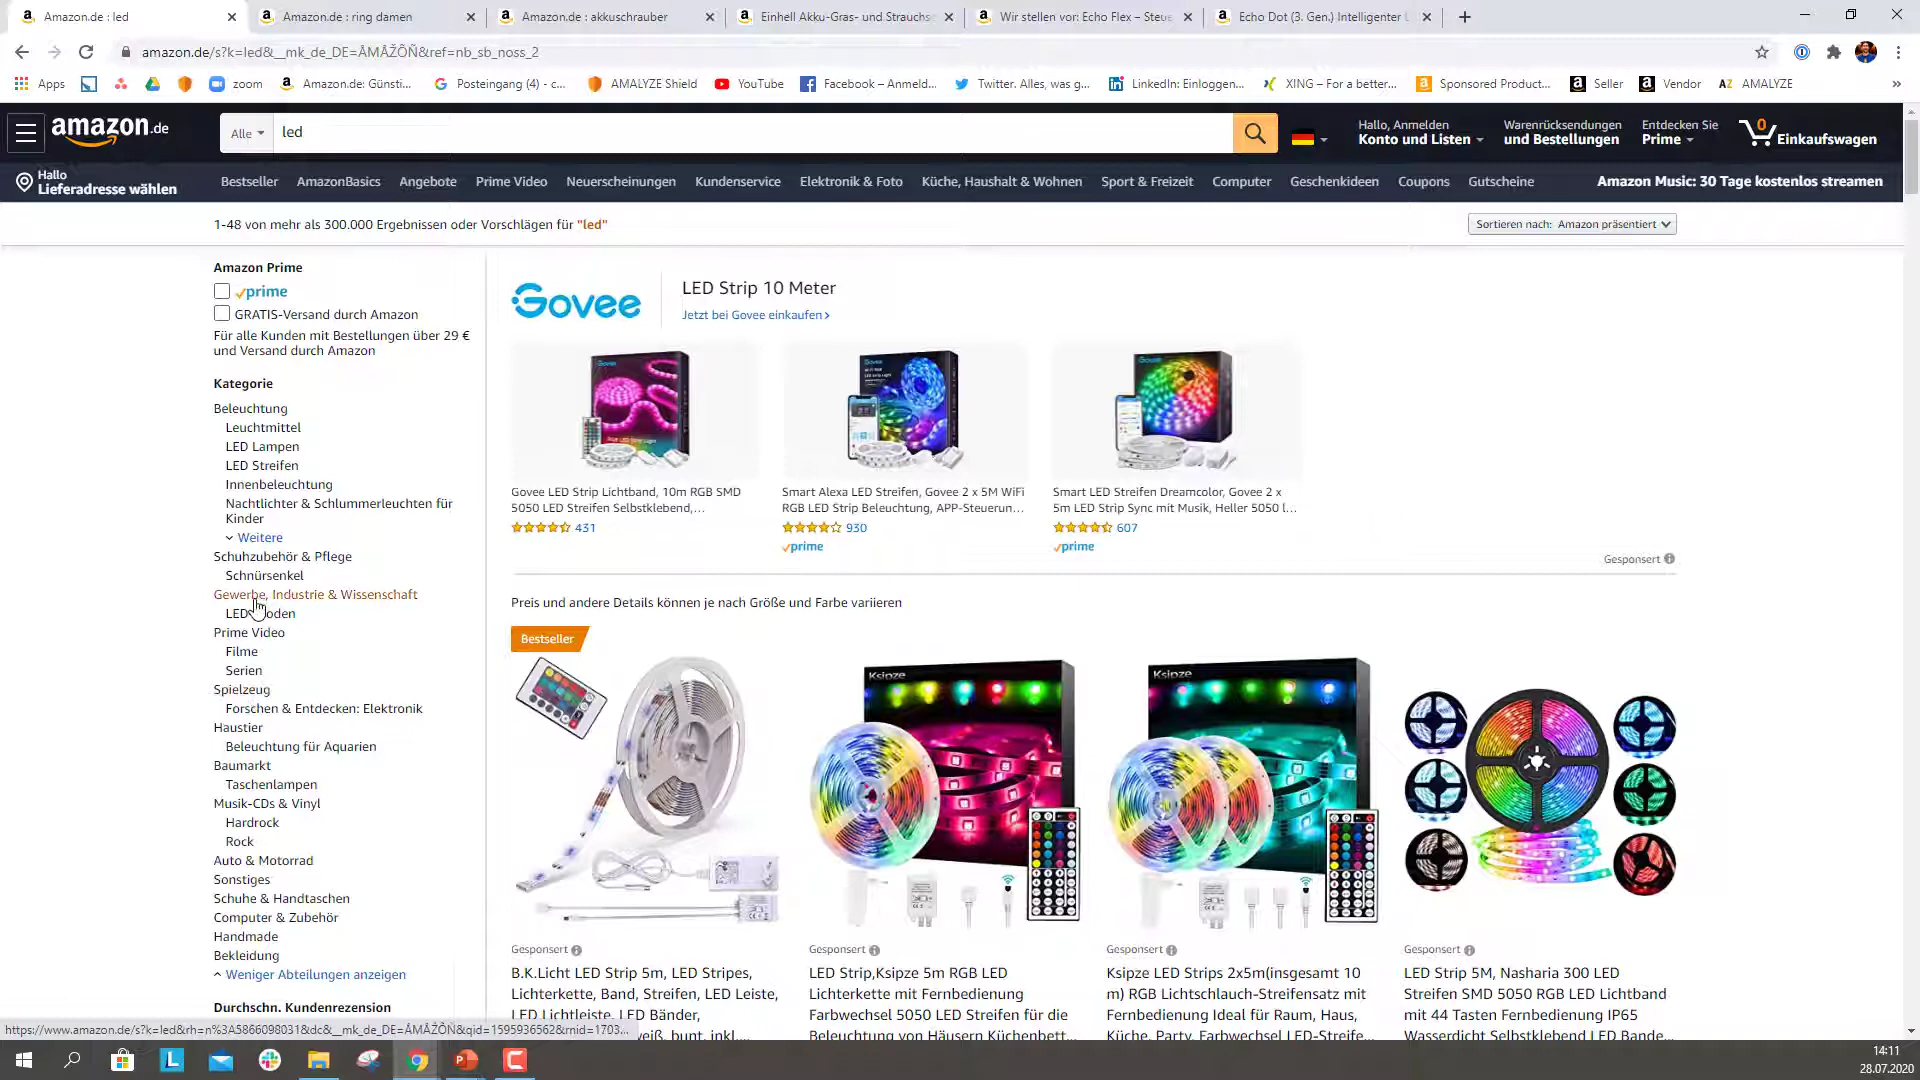 Amazon.de : led
Amazon.de : ring damen
Amazon.de : akkuschrauber
Einhell Akku-Gras- und Strauchs
Wir stellen vor: Echo Flex – Steue
Echo Dot (3. Gen.) Intelligenter L
amazon.de/s?k=led&__mk_de_DE=ÅMÅŽÕÑ&ref=nb_sb_noss_2
Apps
zoom
Amazon.de: Günsti...
Posteingang (4) - c...
AMALYZE Shield
YouTube
Facebook – Anmeld...
Twitter. Alles, was g...
LinkedIn: Einloggen...
XING – For a better...
Sponsored Product...
Seller
Vendor
AMALYZE
amazon.de
Alle
led
Hallo, Anmelden
Konto und Listen
Warenrücksendungen
und Bestellungen
Entdecken Sie
Prime
0
Einkaufswagen
Hallo
Lieferadresse wählen
Bestseller
AmazonBasics
Angebote
Prime Video
Neuerscheinungen
Kundenservice
Elektronik & Foto
Küche, Haushalt & Wohnen
Sport & Freizeit
Computer
Geschenkideen
Coupons
Gutscheine
Amazon Music: 30 Tage kostenlos streamen
1-48 von mehr als 300.000 Ergebnissen oder Vorschlägen für "led"
Sortieren nach: Amazon präsentiert
Amazon Prime
prime
GRATIS-Versand durch Amazon
Für alle Kunden mit Bestellungen über 29 €
und Versand durch Amazon
Kategorie
Beleuchtung
Leuchtmittel
LED Lampen
LED Streifen
Innenbeleuchtung
Nachtlichter & Schlummerleuchten für
Kinder
Weitere
Schuhzubehör & Pflege
Schnürsenkel
Gewerbe, Industrie & Wissenschaft
LED oden
Prime Video
Filme
Serien
Spielzeug
Forschen & Entdecken: Elektronik
Haustier
Beleuchtung für Aquarien
Baumarkt
Taschenlampen
Musik-CDs & Vinyl
Hardrock
Rock
Auto & Motorrad
Sonstiges
Schuhe & Handtaschen
Computer & Zubehör
Handmade
Bekleidung
Weniger Abteilungen anzeigen
Durchschn. Kundenrezension
Govee
LED Strip 10 Meter
Jetzt bei Govee einkaufen ›
Govee LED Strip Lichtband, 10m RGB SMD
5050 LED Streifen Selbstklebend,...
431
Smart Alexa LED Streifen, Govee 2 x 5M WiFi
RGB LED Strip Beleuchtung, APP-Steuerun...
930
prime
Smart LED Streifen Dreamcolor, Govee 2 x
5m LED Strip Sync mit Musik, Heller 5050 l...
607
prime
Gesponsert
Preis und andere Details können je nach Größe und Farbe variieren
Bestseller
Ksipze
Ksipze
Gesponsert
B.K.Licht LED Strip 5m, LED Stripes,
Lichterkette, Band, Streifen, LED Leiste,
LED Lichtleiste, LED Bänder,
weiß, bunt, inkl....
Gesponsert
LED Strip,Ksipze 5m RGB LED
Lichterkette mit Fernbedienung
Farbwechsel 5050 LED Streifen für die
Beleuchtung von Häusern Küchenbett...
Gesponsert
Ksipze LED Strips 2x5m(insgesamt 10
m) RGB Lichtschlauch-Streifensatz mit
Fernbedienung Ideal für Raum, Haus,
Küche, Party, Farbwechsel LED-Streife...
Gesponsert
LED Strip 5M, Nasharia 300 LED
Streifen SMD 5050 RGB LED Lichtband
mit 44 Tasten Fernbedienung IP65
Wasserdicht Selbstklebend LED Bande...
https://www.amazon.de/s?k=led&rh=n%3A5866098031&dc&__mk_de_DE=ÅMÅŽÕÑ&qid=1595936562&rnid=1703...
14:11
28.07.2020